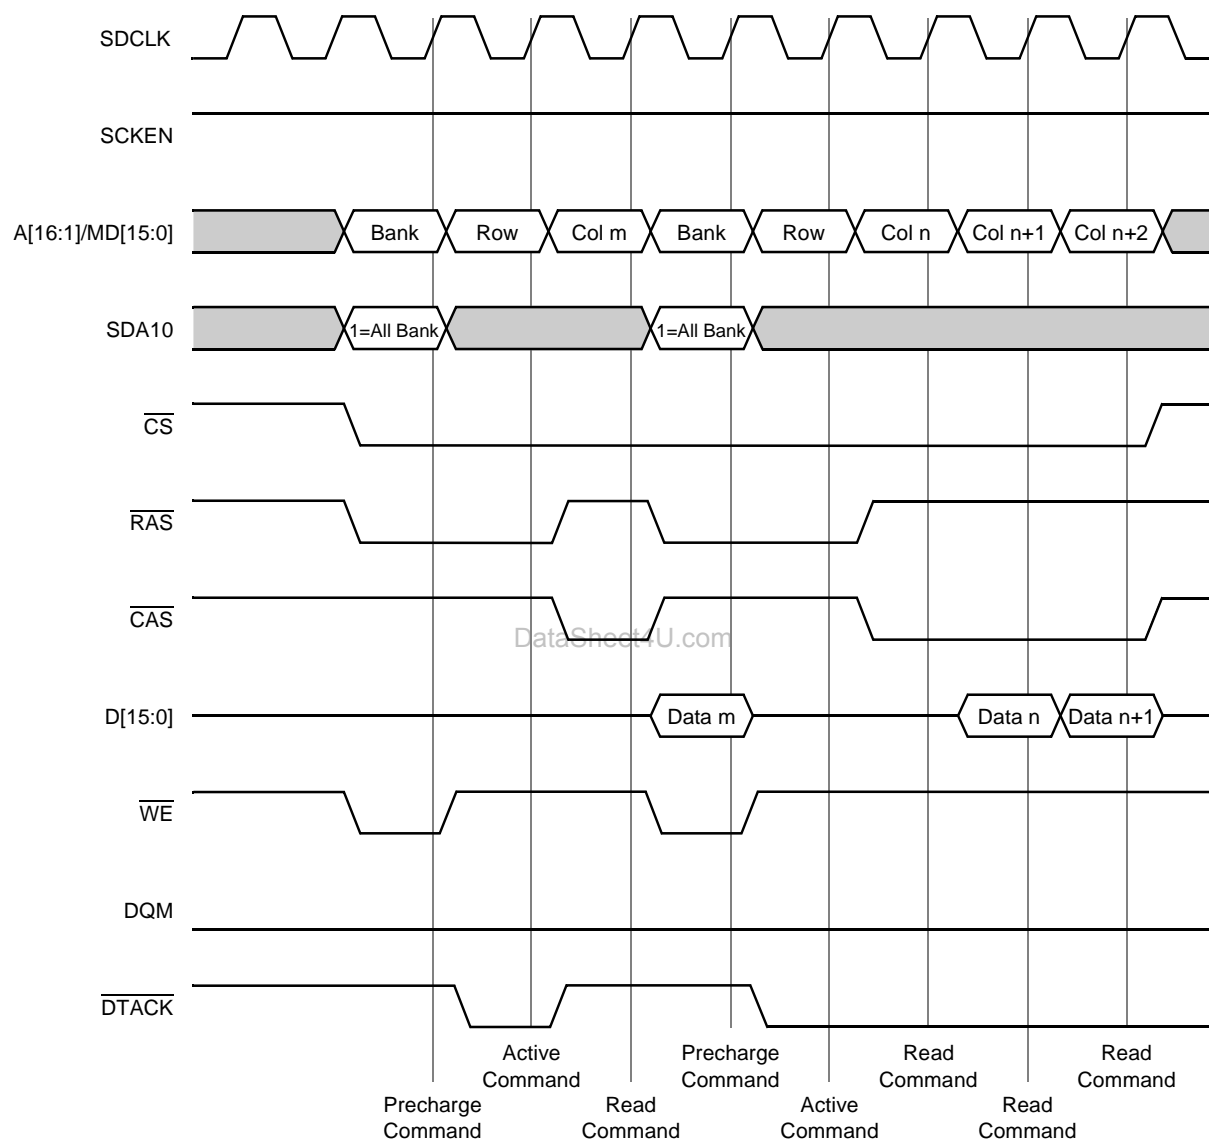 SDCLK
SCKEN
A[16:1]/MD[15:0] Bank Row Col m Bank Row Col n Col n+1 Col n+2
SDA10 1=All Bank 1=All Bank
CS
RAS
CAS
DataSheet4U.com
D[15:0] Data m Data n Data n+1
WE
DQM
DTACK
Active Precharge Read Read
Command Command Command Command
Precharge Read Active Read
Command Command Command Command